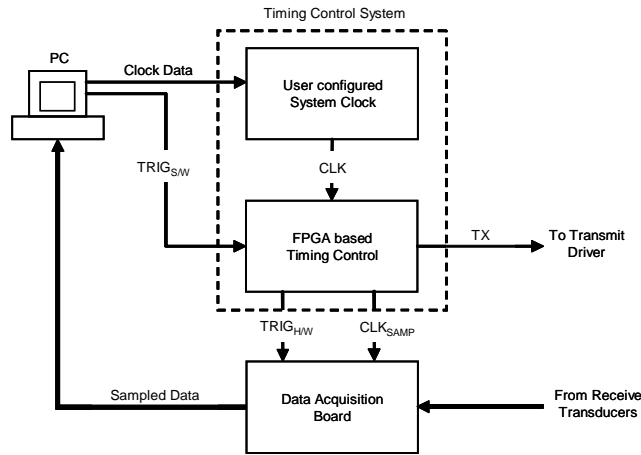 Timing Control System
PC
Clock Data
User configured
System Clock
CLK
TRIGS/W
FPGA based
Timing Control
TX
To Transmit
Driver
TRIGH/W
CLKSAMP
Sampled Data
Data Acquisition
Board
From Receive
Transducers